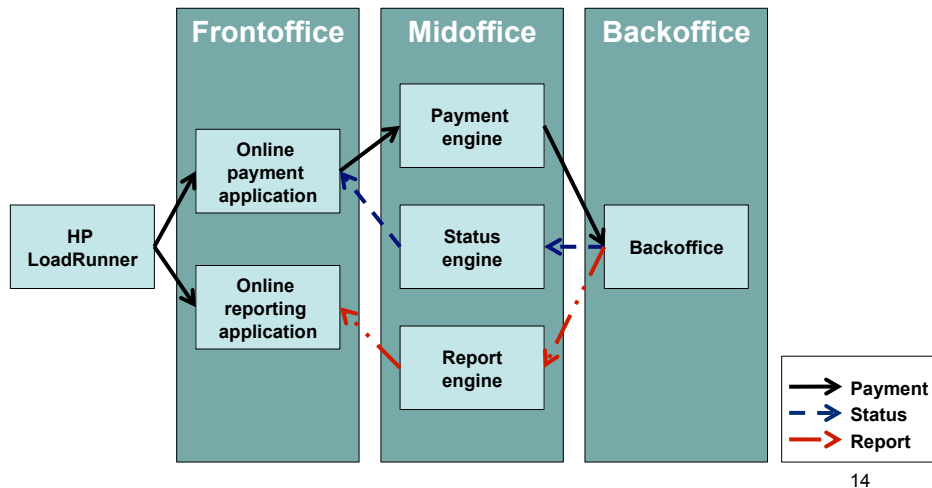 Frontoffice
Midoffice
Backoffice
HP
LoadRunner
Online
payment
application
Online
reporting
application
Payment
engine
Status
engine
Report
engine
Backoffice
Payment
Status
Report
14